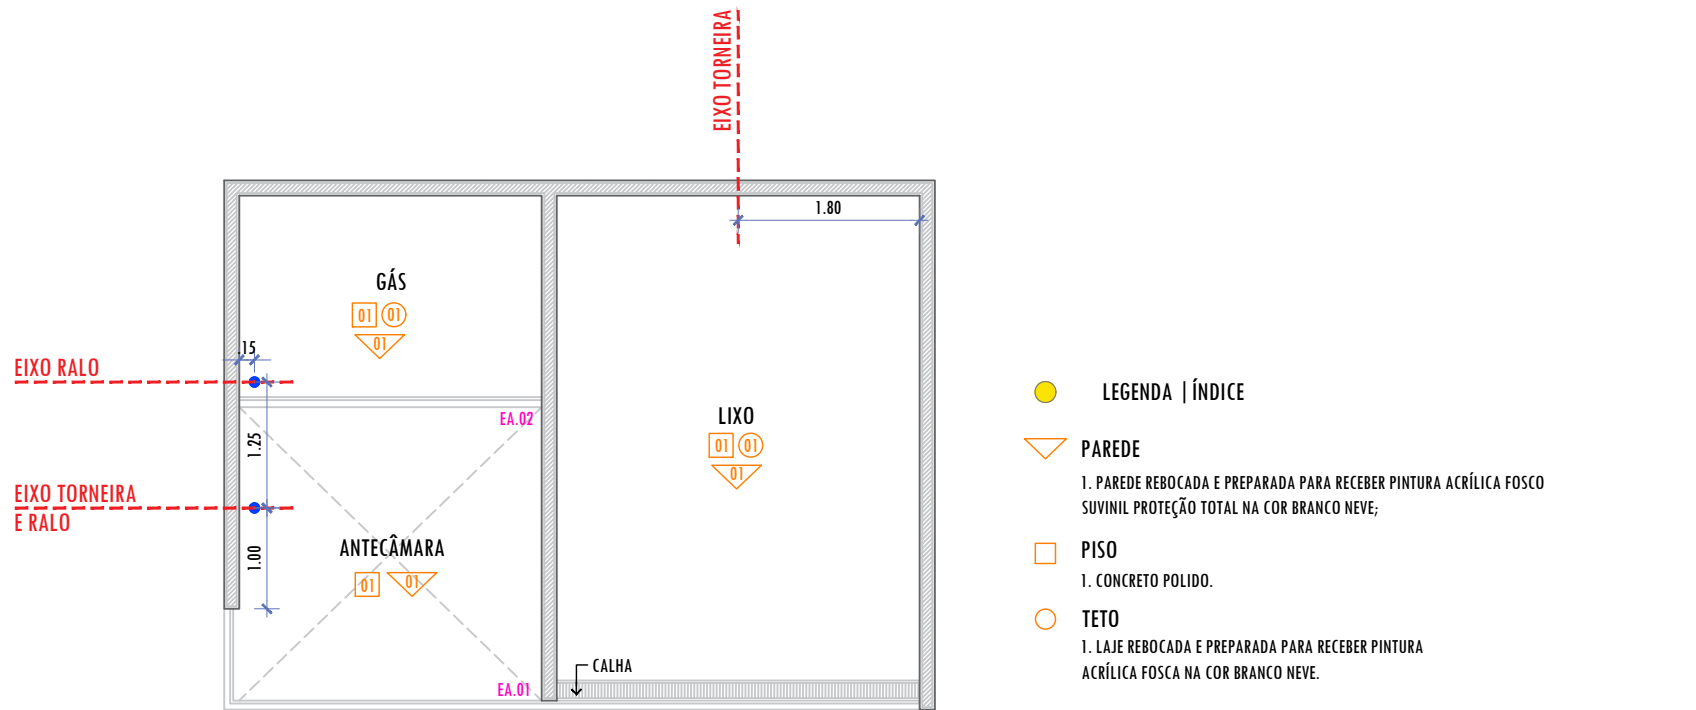 EIXO TORNEIRA
1.80
GÁS
01 01
01
.15
EIXO RALO
EA.02
1.25
LIXO
01 01
01
EIXO TORNEIRA
E RALO
1.00
ANTECÂMARA
01 01
CALHA
EA.01
LEGENDA | ÍNDICE
PAREDE
1. PAREDE REBOCADA E PREPARADA PARA RECEBER PINTURA ACRÍLICA FOSCO
SUVINIL PROTEÇÃO TOTAL NA COR BRANCO NEVE;
PISO
1. CONCRETO POLIDO.
TETO
1. LAJE REBOCADA E PREPARADA PARA RECEBER PINTURA
ACRÍLICA FOSCA NA COR BRANCO NEVE.